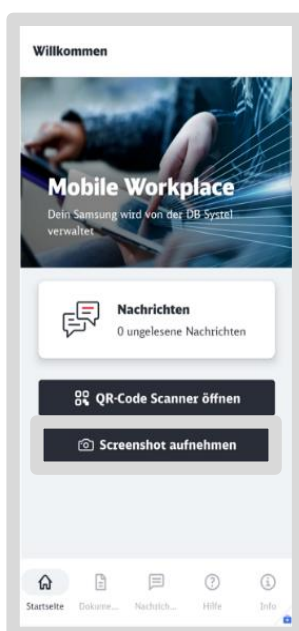 Willkommen
Mobile Workplace
Dein Samsung wird von der DB Systel
verwaltet
Nachrichten
0 ungelesene Nachrichten
QR-Code Scanner öffnen
Screenshot aufnehmen
Startseite Dokume... Nachrich... Hilfe Info